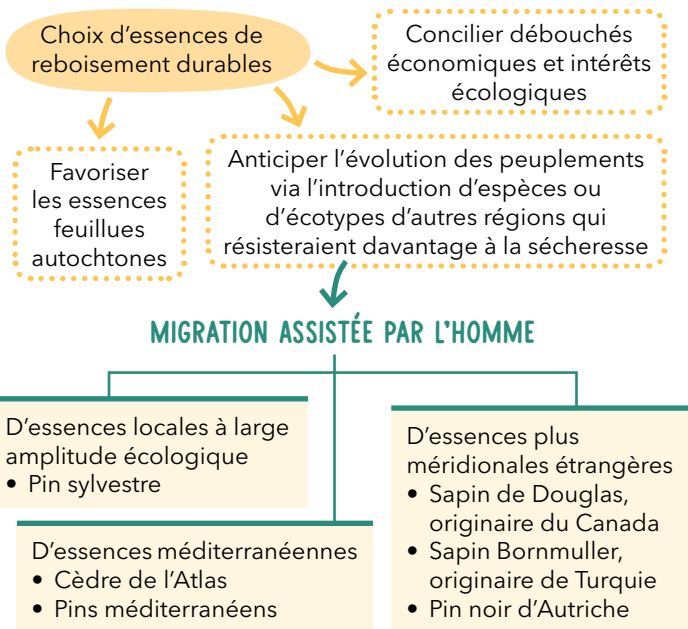 Choix d’essences de
reboisement durables
Concilier débouchés
économiques et intérêts
écologiques
Favoriser
les essences
feuillues
autochtones
Anticiper l’évolution des peuplements
via l’introduction d’espèces ou
d’écotypes d’autres régions qui
résisteraient davantage à la sécheresse
MIGRATION ASSISTÉE PAR L’HOMME
D’essences locales à large
amplitude écologique
• Pin sylvestre
D’essences méditerranéennes
• Cèdre de l’Atlas
• Pins méditerranéens
D’essences plus
méridionales étrangères
• Sapin de Douglas,
originaire du Canada
• Sapin Bornmuller,
originaire de Turquie
• Pin noir d’Autriche